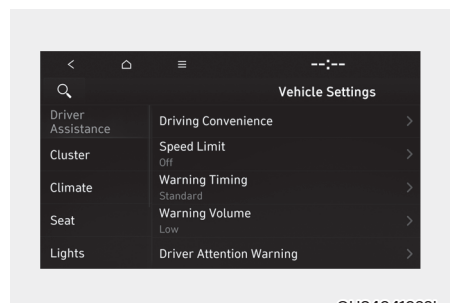 --:--
Vehicle Settings
Driver
Assistance
Cluster
Climate
Seat
Lights
Driving Convenience
Speed Limit
Off
Warning Timing
Standard
Warning Volume
Low
Driver Attention Warning